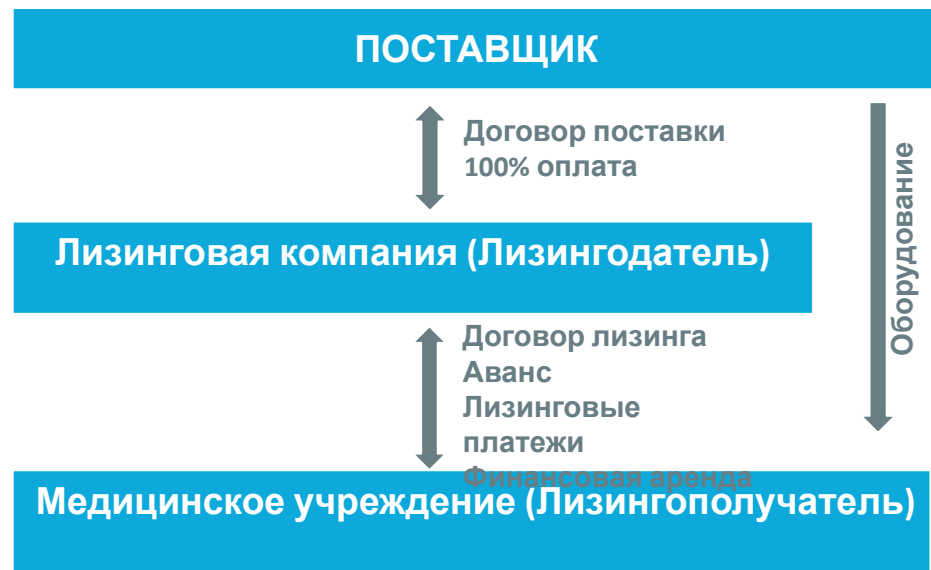 ПОСТАВЩИК
Договор поставки
100% оплата
Оборудование
Лизинговая компания (Лизингодатель)
Договор лизинга
Аванс
Лизинговые
платежи
Финансовая аренда
Медицинское учреждение (Лизингополучатель)